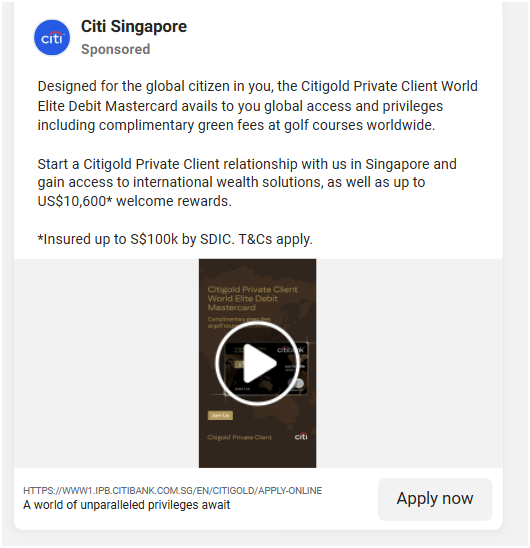 Citi Singapore
citi
Sponsored
Designed for the global citizen in you, the Citigold Private Client World
Elite Debit Mastercard avails to you global access and privileges
including complimentary green fees at golf courses worldwide.
Start a Citigold Private Client relationship with us in Singapore and
gain access to international wealth solutions, as well as up to
US$10,600* welcome rewards.
*Insured up to S$100k by SDIC. T&Cs apply.
Citigold Private Client
World Elite Debit
Mastercard
Complimentary green fees
at golf
citibank
Join Us
Citigold Private Client
citi
HTTPS://WWW1.IPB.CITIBANK.COM.SG/EN/CITIGOLD/APPLY-ONLINE
A world of unparalleled privileges await
Apply now